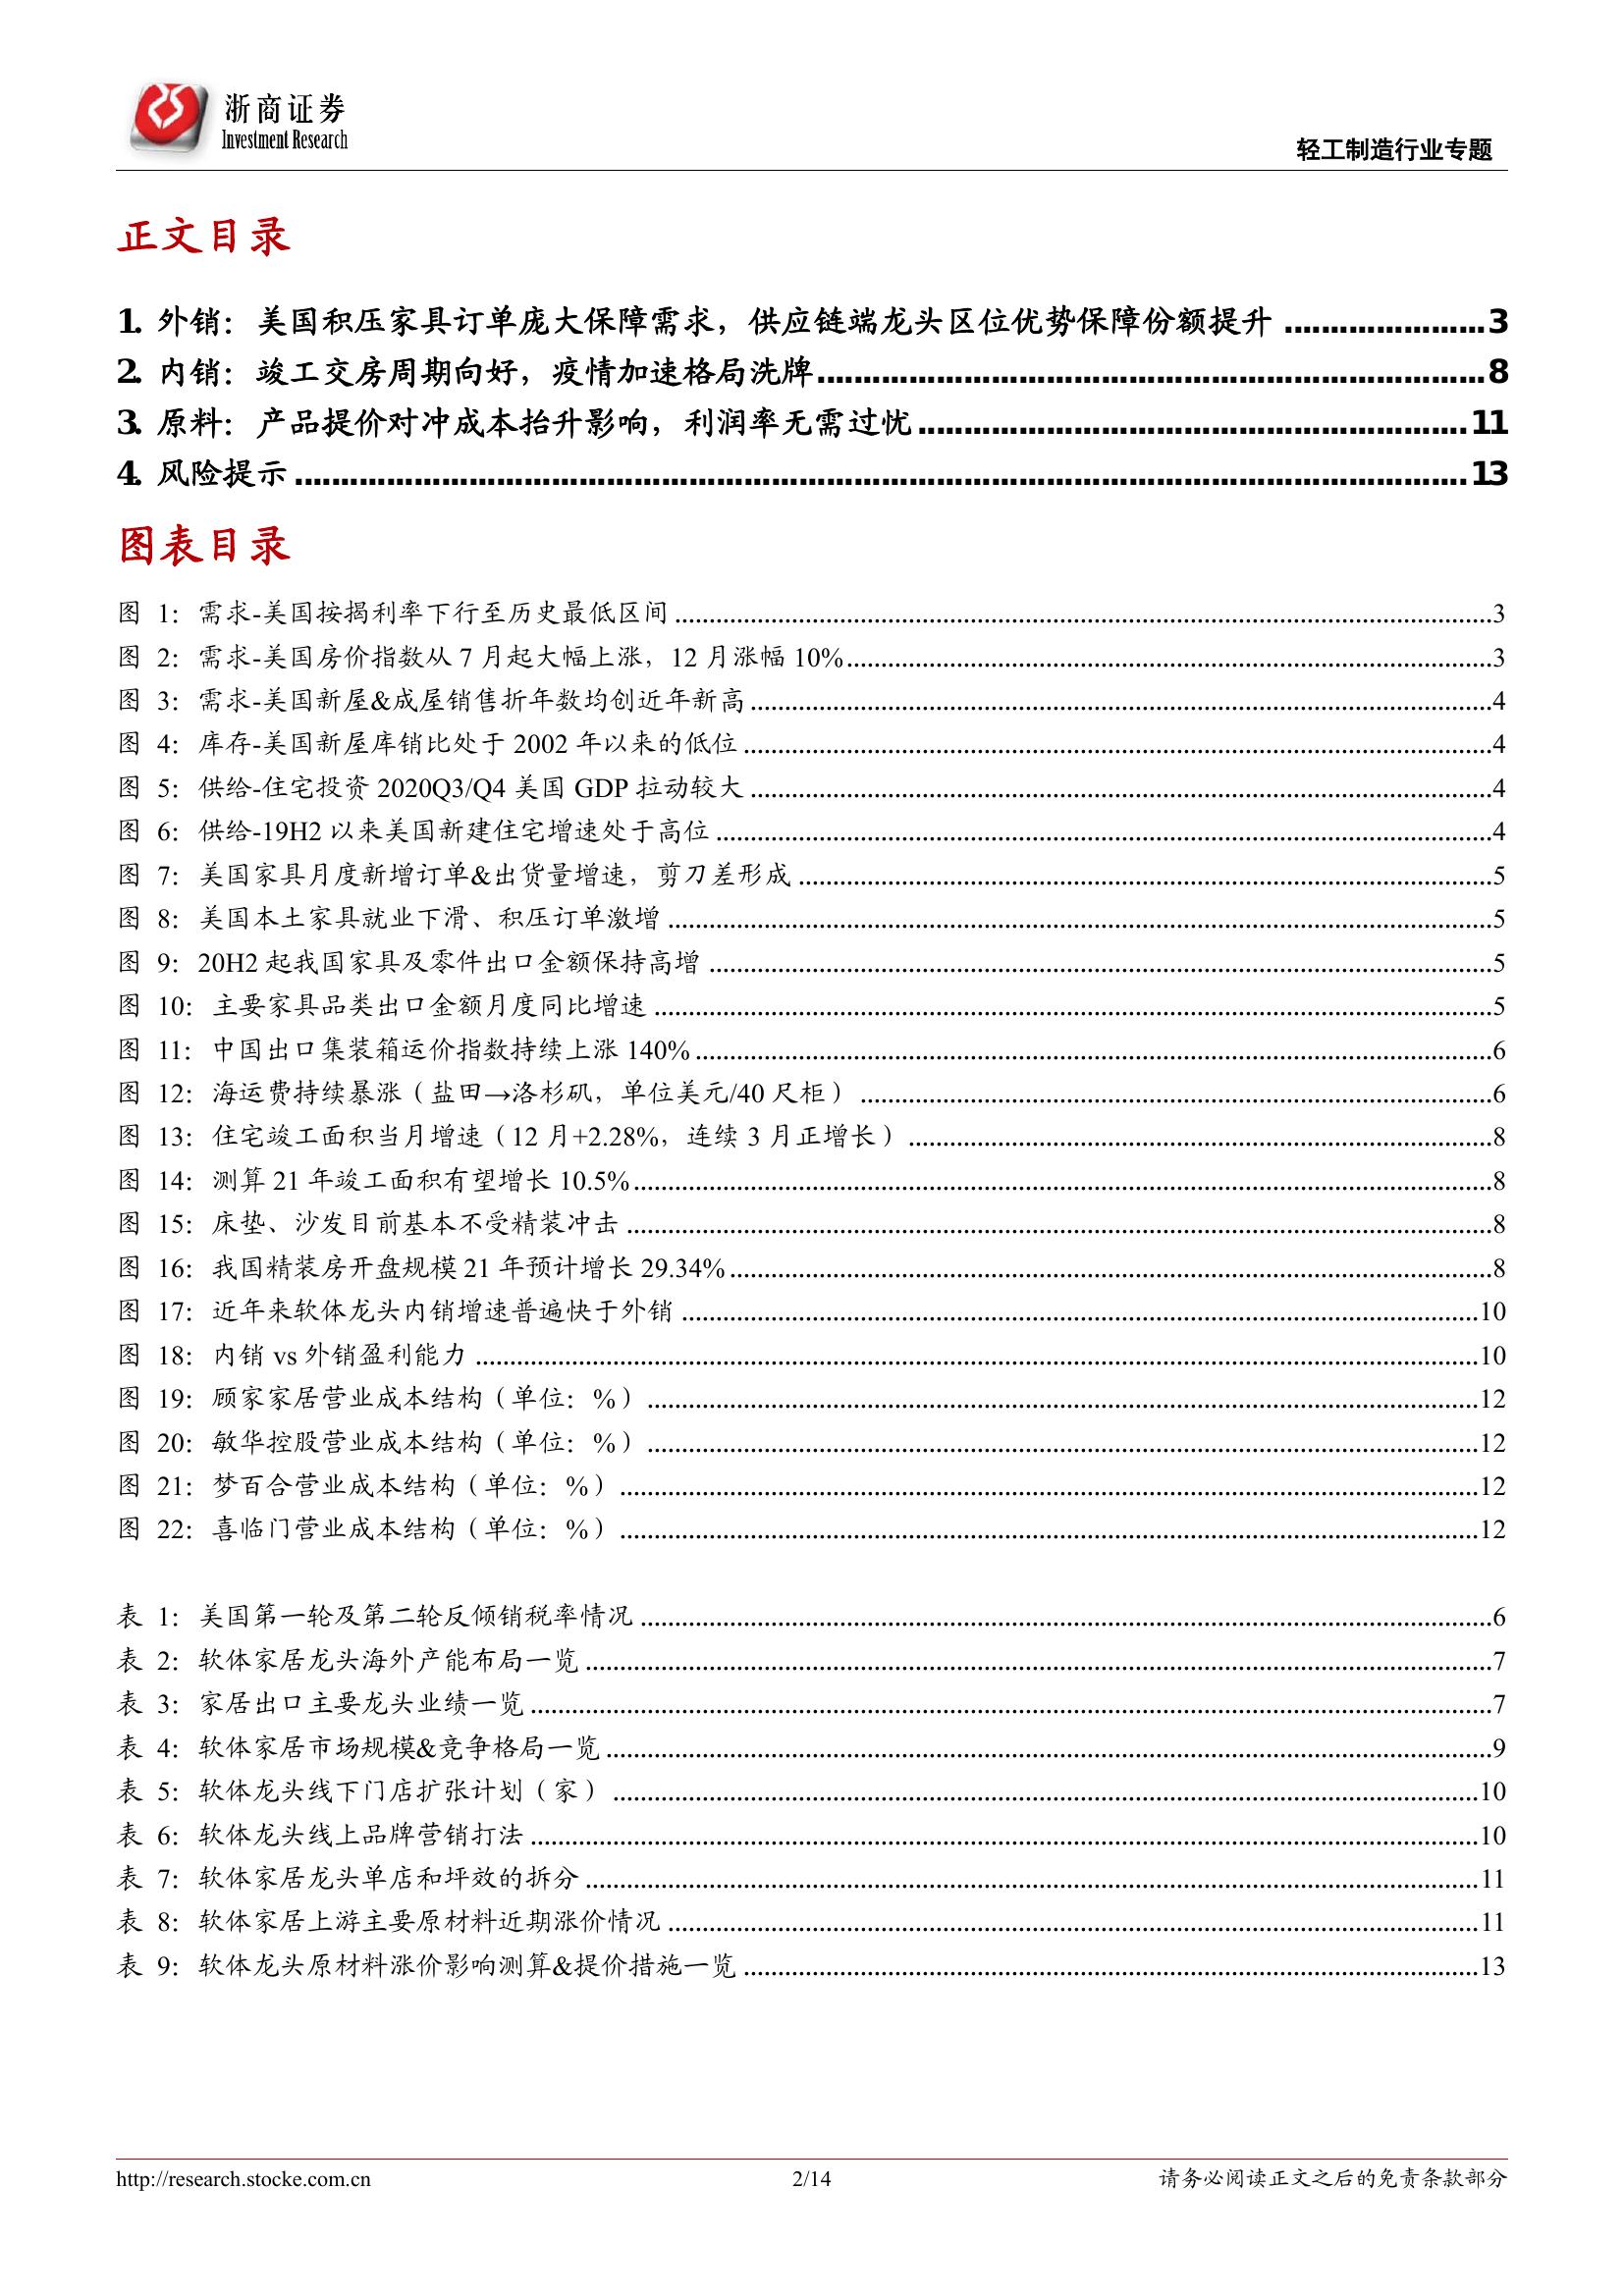 浙商证券
Investment Research
轻工制造行业专题
正文目录
1. 外销：美国积压家具订单庞大保障需求，供应链端龙头区位优势保障份额提升 ..................... 3
2. 内销：竣工交房周期向好，疫情加速格局洗牌 ..................... 8
3. 原料：产品提价对冲成本抬升影响，利润率无需过忧 ..................... 11
4. 风险提示 ..................... 13
图表目录
图 1：需求-美国按揭利率下行至历史最低区间 ..................... 3
图 2：需求-美国房价指数从 7 月起大幅上涨，12 月涨幅 10% ..................... 3
图 3：需求-美国新屋&成屋销售折年数均创近年新高 ..................... 4
图 4：库存-美国新屋库销比处于 2002 年以来的低位 ..................... 4
图 5：供给-住宅投资 2020Q3/Q4 美国 GDP 拉动较大 ..................... 4
图 6：供给-19H2 以来美国新建住宅增速处于高位 ..................... 4
图 7：美国家具月度新增订单&出货量增速，剪刀差形成 ..................... 5
图 8：美国本土家具就业下滑、积压订单激增 ..................... 5
图 9：20H2 起我国家具及零件出口金额保持高增 ..................... 5
图 10：主要家具品类出口金额月度同比增速 ..................... 5
图 11：中国出口集装箱运价指数持续上涨 140% ..................... 6
图 12：海运费持续暴涨（盐田→洛杉矶，单位美元/40 尺柜） ..................... 6
图 13：住宅竣工面积当月增速（12 月+2.28%，连续 3 月正增长） ..................... 8
图 14：测算 21 年竣工面积有望增长 10.5% ..................... 8
图 15：床垫、沙发目前基本不受精装冲击 ..................... 8
图 16：我国精装房开盘规模 21 年预计增长 29.34% ..................... 8
图 17：近年来软体龙头内销增速普遍快于外销 ..................... 10
图 18：内销 vs 外销盈利能力 ..................... 10
图 19：顾家家居营业成本结构（单位：%） ..................... 12
图 20：敏华控股营业成本结构（单位：%） ..................... 12
图 21：梦百合营业成本结构（单位：%） ..................... 12
图 22：喜临门营业成本结构（单位：%） ..................... 12
表 1：美国第一轮及第二轮反倾销税率情况 ..................... 6
表 2：软体家居龙头海外产能布局一览 ..................... 7
表 3：家居出口主要龙头业绩一览 ..................... 7
表 4：软体家居市场规模&竞争格局一览 ..................... 9
表 5：软体龙头线下门店扩张计划（家） ..................... 10
表 6：软体龙头线上品牌营销打法 ..................... 10
表 7：软体家居龙头单店和坪效的拆分 ..................... 11
表 8：软体家居上游主要原材料近期涨价情况 ..................... 11
表 9：软体龙头原材料涨价影响测算&提价措施一览 ..................... 13
http://research.stocke.com.cn
2/14
请务必阅读正文之后的免责条款部分